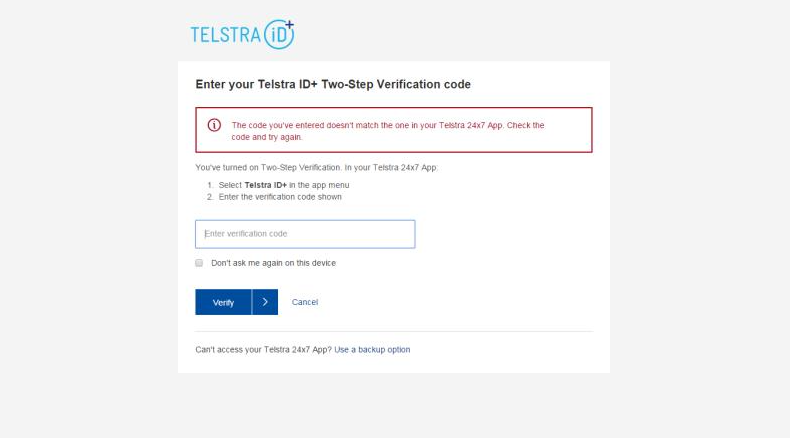 TELSTRA iD+
Enter your Telstra ID+ Two-Step Verification code
The code you've entered doesn't match the one in your Telstra 24x7 App. Check the
code and try again.
You've turned on Two-Step Verification. In your Telstra 24x7 App:
1. Select Telstra ID+ in the app menu
2. Enter the verification code shown
Enter verification code
Don't ask me again on this device
Verify > Cancel
Can't access your Telstra 24x7 App? Use a backup option